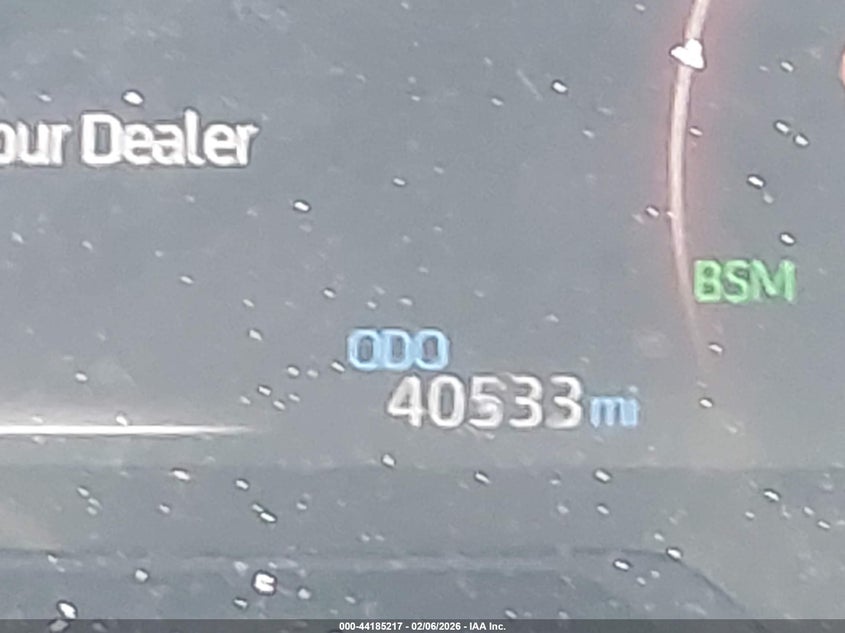 our Dealer
BSM
ODO
40533 mi
000-44185217 - 02/06/2026 - IAA Inc.